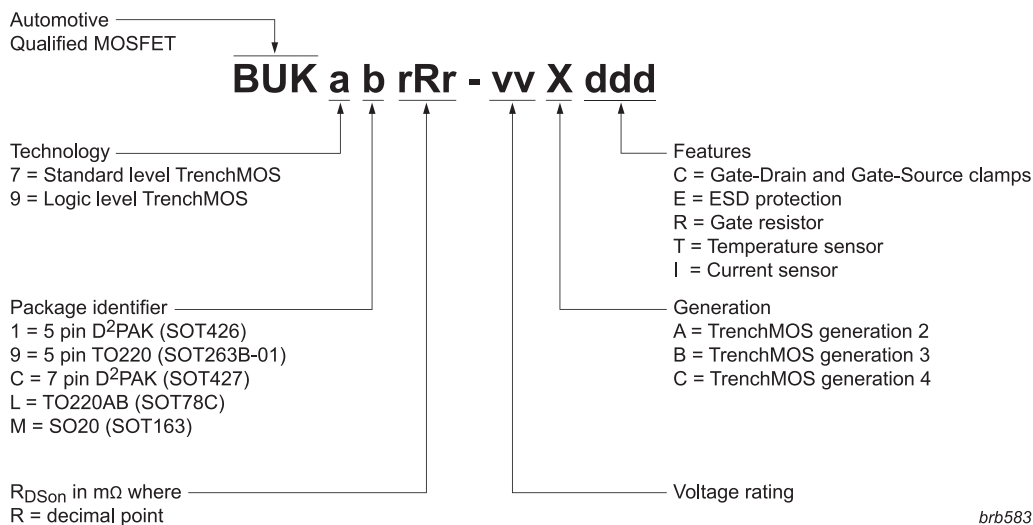 Automotive
Qualified MOSFET
BUK a b rRr - vv X ddd
Technology
7 = Standard level TrenchMOS
9 = Logic level TrenchMOS
Features
C = Gate-Drain and Gate-Source clamps
E = ESD protection
R = Gate resistor
T = Temperature sensor
I = Current sensor
Package identifier
1 = 5 pin D²PAK (SOT426)
9 = 5 pin TO220 (SOT263B-01)
C = 7 pin D²PAK (SOT427)
L = TO220AB (SOT78C)
M = SO20 (SOT163)
Generation
A = TrenchMOS generation 2
B = TrenchMOS generation 3
C = TrenchMOS generation 4
RDSon in mΩ where
R = decimal point
Voltage rating
brb583